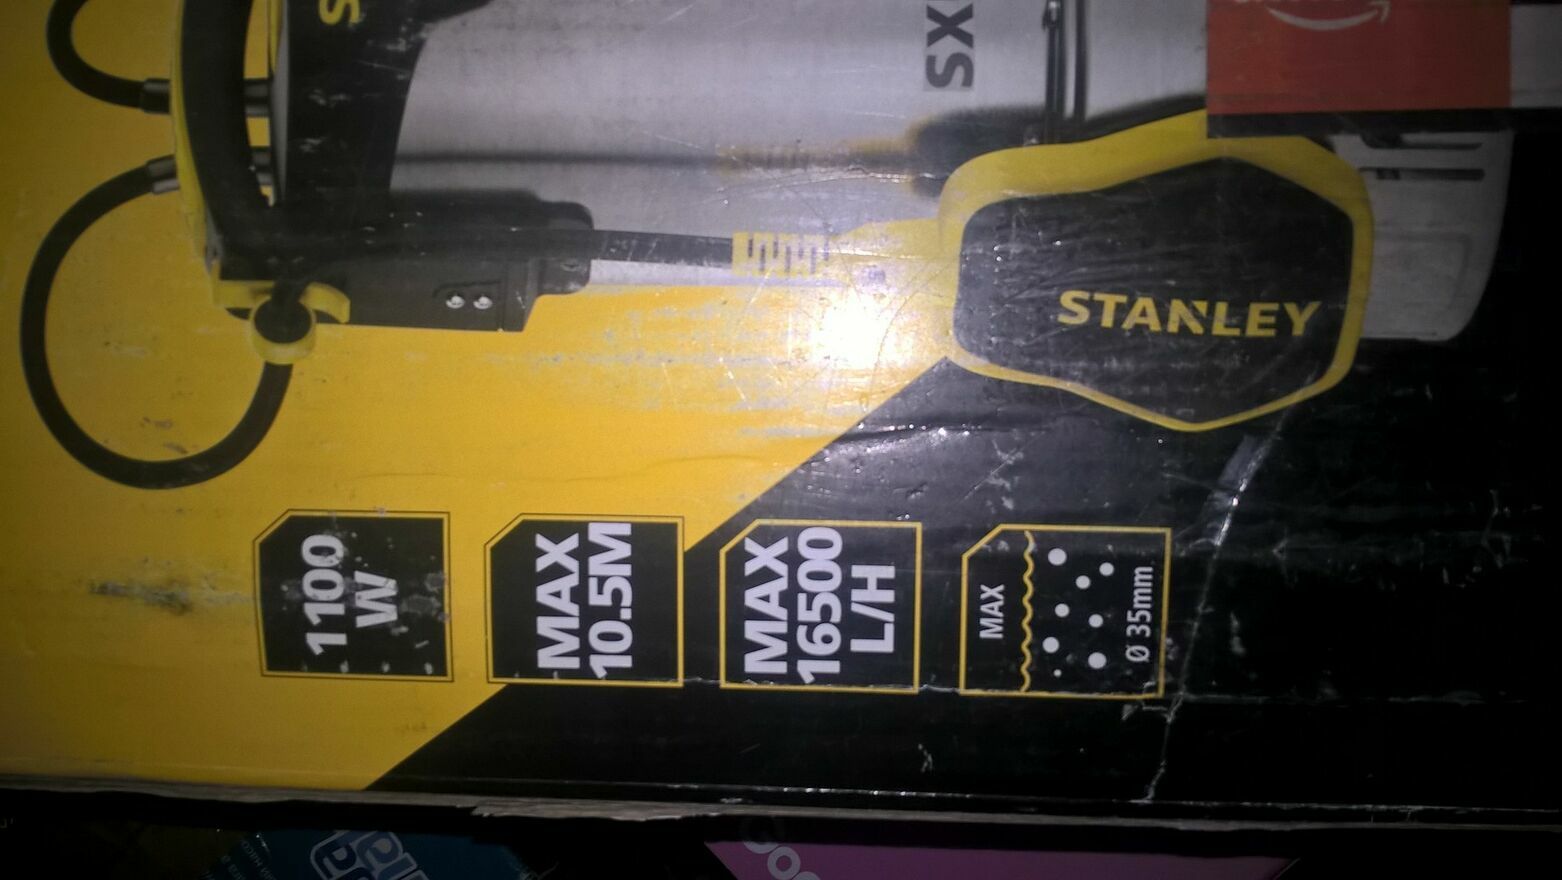 SX
STANLEY
1100
W
MAX
10.5M
MAX
16500
L/H
MAX
Ø 35mm